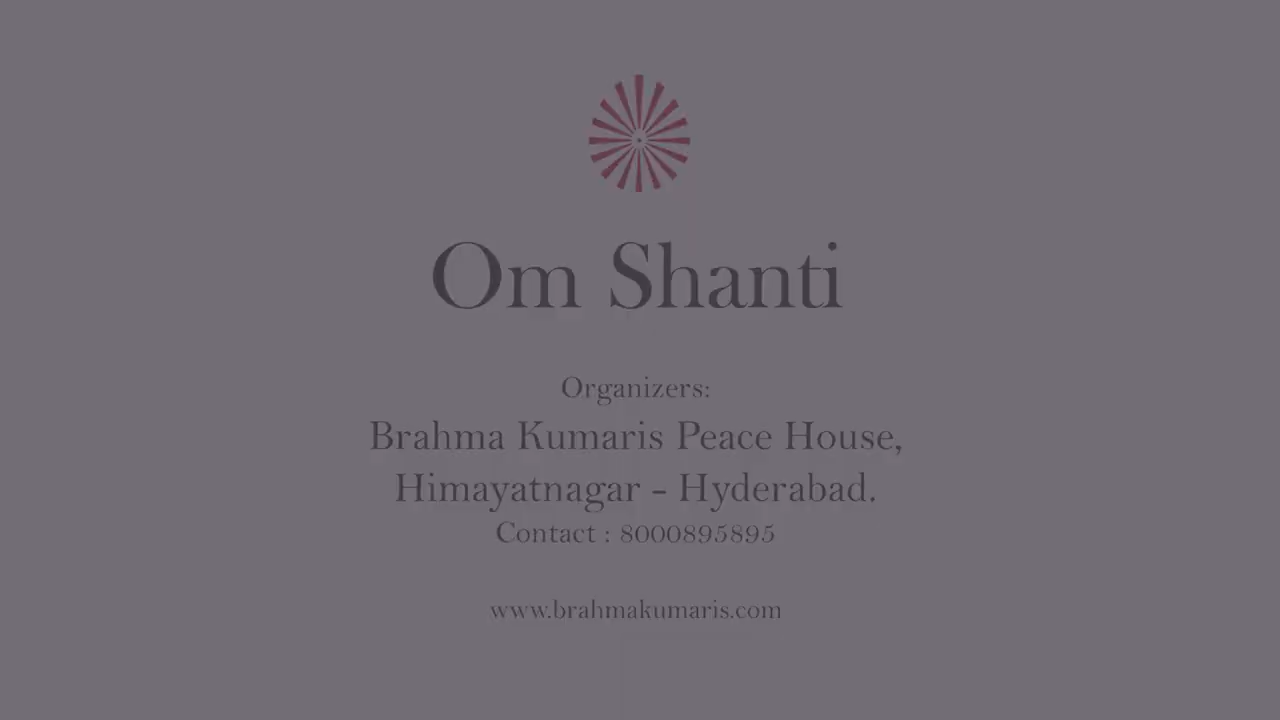 Om Shanti
Organizers:
Brahma Kumaris Peace House,
Himayatnagar - Hyderabad.
Contact : 8000895895
www.brahmakumaris.com